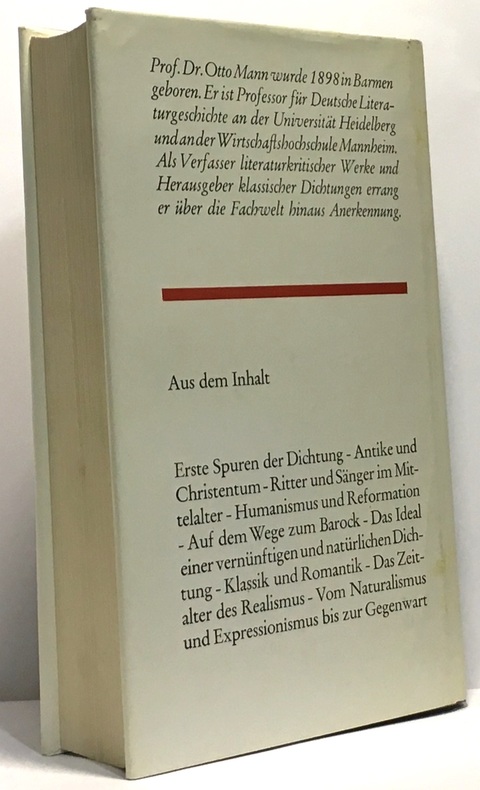 Prof. Dr. Otto Mann wurde 1898 in Barmen
geboren. Er ist Professor für Deutsche Litera-
turgeschichte an der Universität Heidelberg
und an der Wirtschaftshochschule Mannheim.
Als Verfasser literaturkritischer Werke und
Herausgeber klassischer Dichtungen errang
er über die Fachwelt hinaus Anerkennung.
Aus dem Inhalt
Erste Spuren der Dichtung - Antike und
Christentum - Ritter und Sänger im Mit-
telalter - Humanismus und Reformation
- Auf dem Wege zum Barock - Das Ideal
einer vernünftigen und natürlichen Dich-
tung - Klassik und Romantik - Das Zeit-
alter des Realismus - Vom Naturalismus
und Expressionismus bis zur Gegenwart